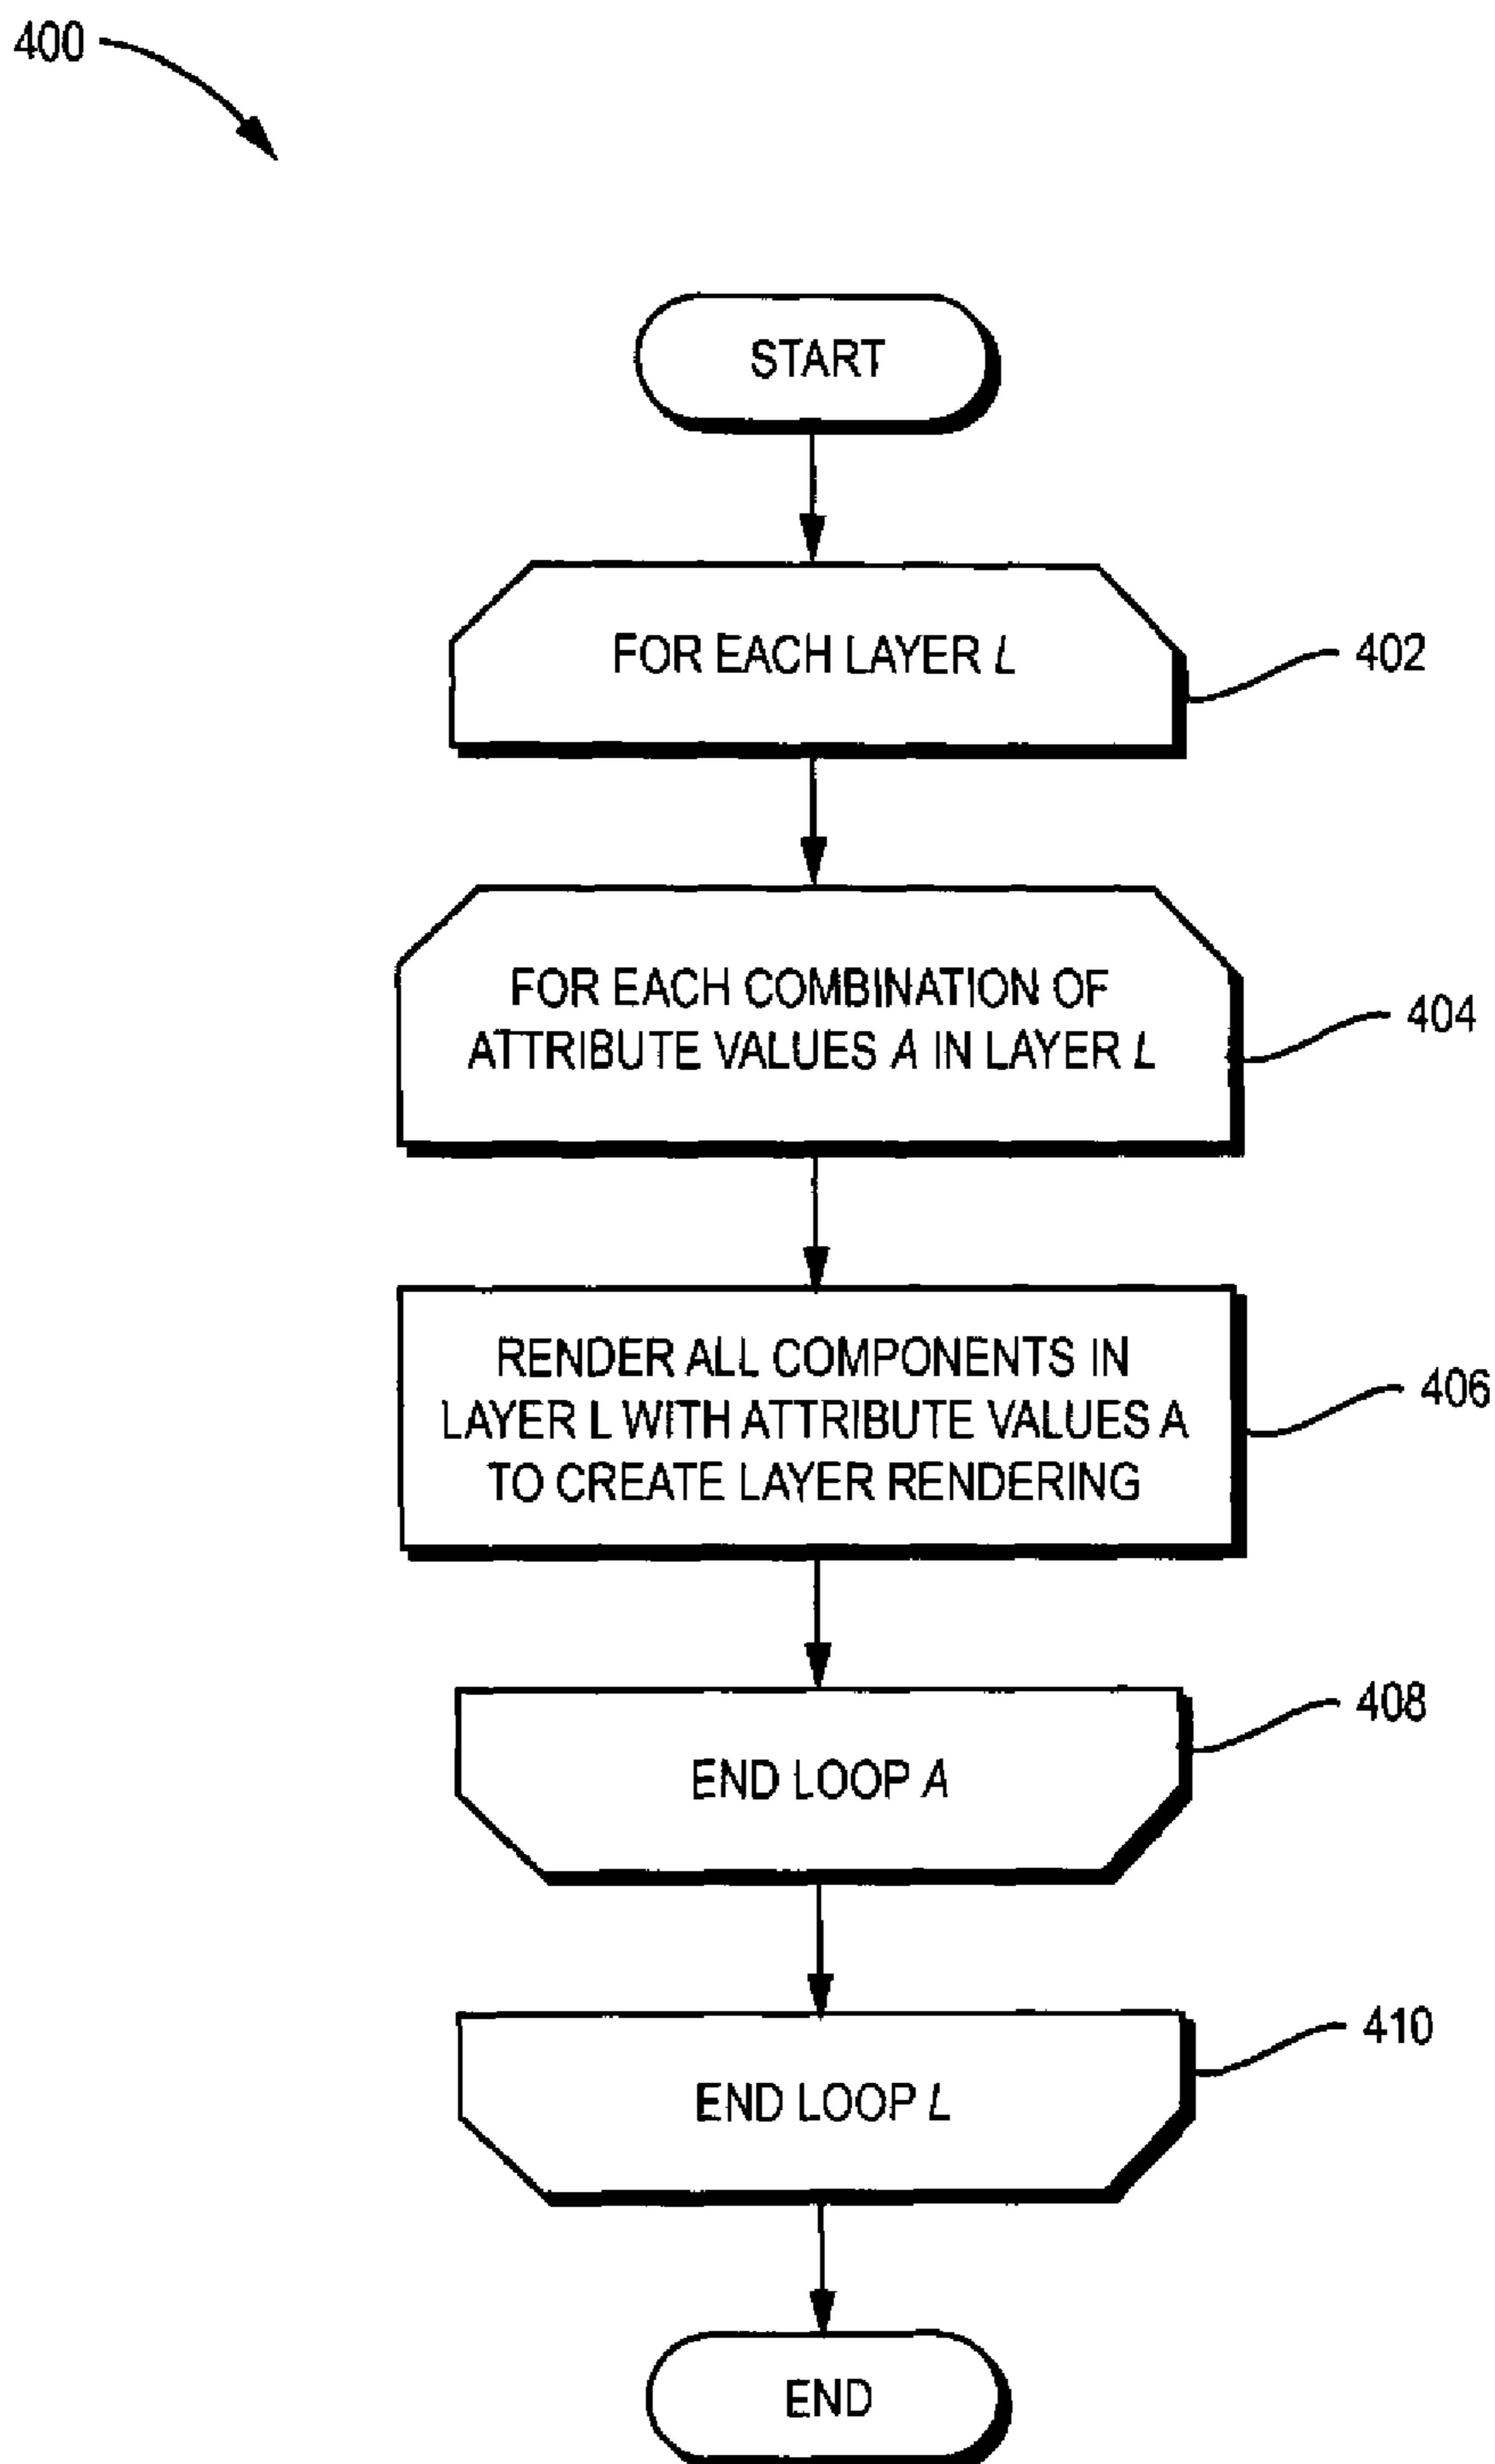 400
START
FOR EACH LAYER L
402
FOR EACH COMBINATION OF
ATTRIBUTE VALUES A IN LAYER L
404
RENDER ALL COMPONENTS IN
LAYER L WITH ATTRIBUTE VALUES A
TO CREATE LAYER RENDERING
406
END LOOP A
408
END LOOP L
410
END